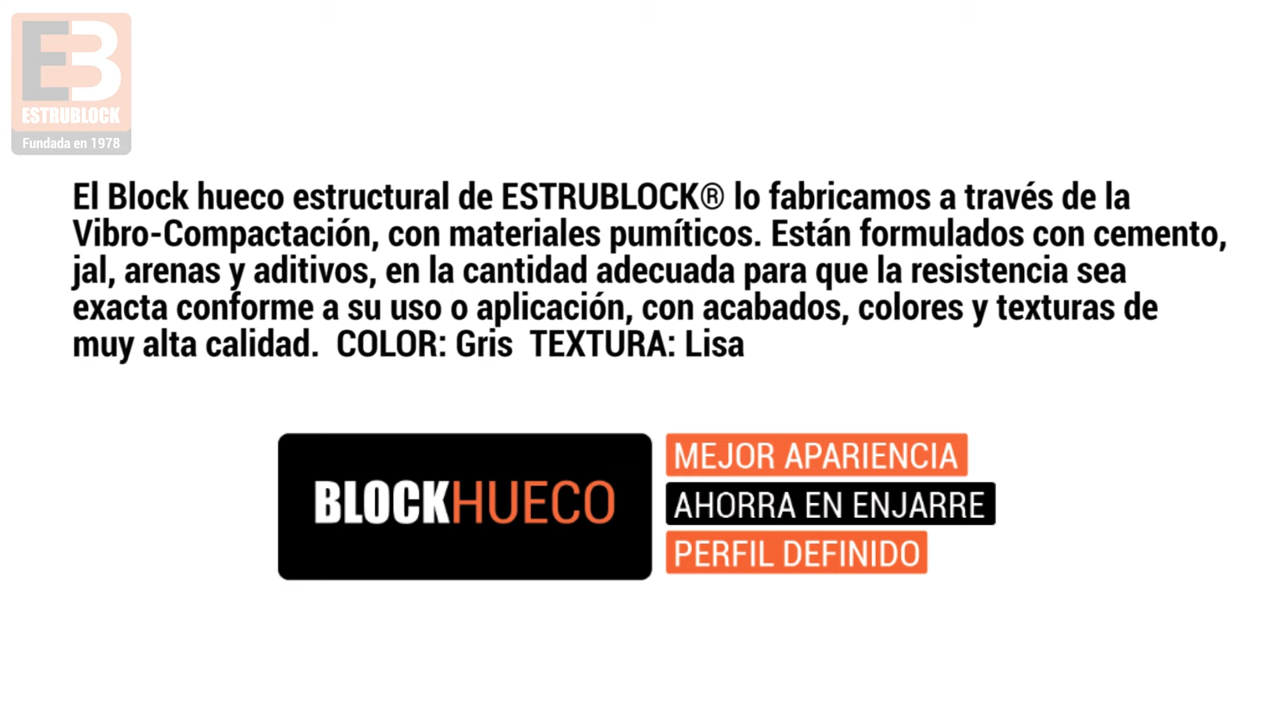 EB
ESTRUBLOCK
Fundada en 1978
El Block hueco estructural de ESTRUBLOCK® lo fabricamos a través de la
Vibro-Compactación, con materiales pumíticos. Están formulados con cemento,
jal, arenas y aditivos, en la cantidad adecuada para que la resistencia sea
exacta conforme a su uso o aplicación, con acabados, colores y texturas de
muy alta calidad.  COLOR: Gris  TEXTURA: Lisa
BLOCKHUECO
MEJOR APARIENCIA
AHORRA EN ENJARRE
PERFIL DEFINIDO